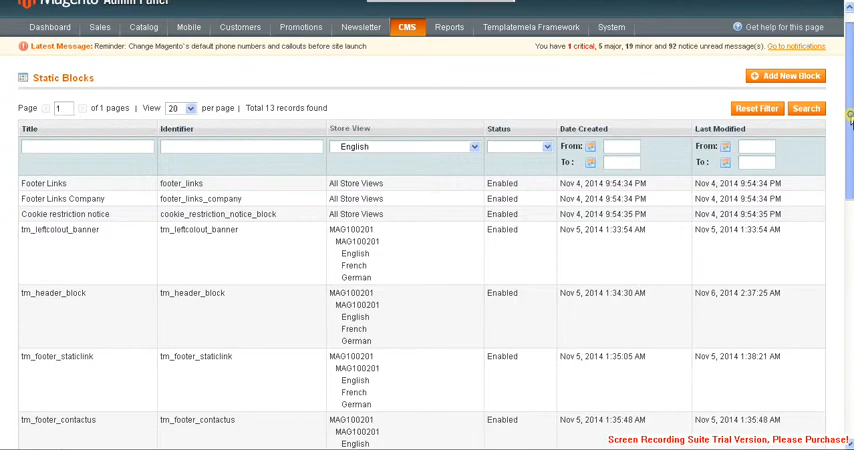 Magento Admin Panel
Dashboard Sales Catalog Mobile Customers Promotions Newsletter CMS Reports Templatemela Framework System Get help for this page
Latest Message: Reminder: Change Magento's default phone numbers and callouts before site launch You have 1 critical, 5 major, 19 minor and 92 notice unread message(s). Go to notifications
Static Blocks Add New Block
Page 1 of 1 pages | View 20 per page | Total 13 records found Reset Filter Search
Title Identifier Store View Status Date Created Last Modified
English From: From:
To : To :
Footer Links footer_links All Store Views Enabled Nov 4, 2014 9:54:34 PM Nov 4, 2014 9:54:34 PM
Footer Links Company footer_links_company All Store Views Enabled Nov 4, 2014 9:54:34 PM Nov 4, 2014 9:54:34 PM
Cookie restriction notice cookie_restriction_notice_block All Store Views Enabled Nov 4, 2014 9:54:35 PM Nov 4, 2014 9:54:35 PM
tm_leftcolout_banner tm_leftcolout_banner MAG100201 Enabled Nov 5, 2014 1:33:54 AM Nov 5, 2014 1:33:54 AM
MAG100201
English
French
German
tm_header_block tm_header_block MAG100201 Enabled Nov 5, 2014 1:34:30 AM Nov 6, 2014 2:37:25 AM
MAG100201
English
French
German
tm_footer_staticlink tm_footer_staticlink MAG100201 Enabled Nov 5, 2014 1:35:05 AM Nov 5, 2014 1:38:21 AM
MAG100201
English
French
German
tm_footer_contactus tm_footer_contactus MAG100201 Enabled Nov 5, 2014 1:35:48 AM Nov 5, 2014 1:35:48 AM
MAG100201
English
Screen Recording Suite Trial Version, Please Purchase!